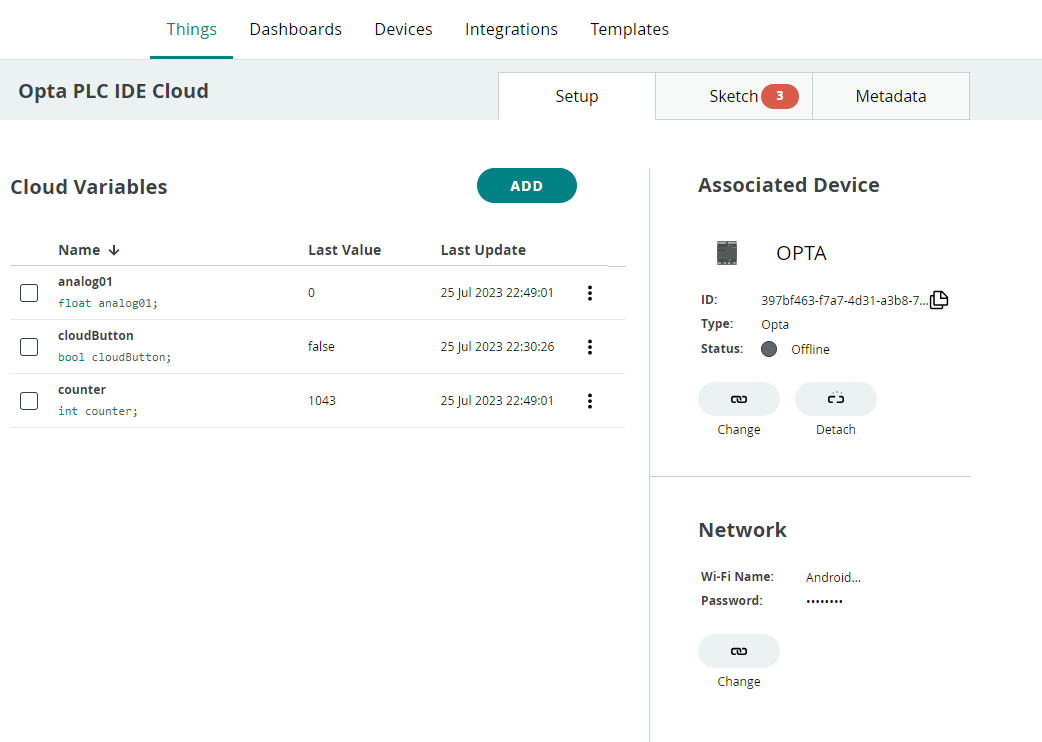 Things Dashboards Devices Integrations Templates
Opta PLC IDE Cloud
Setup Sketch 3 Metadata
Cloud Variables
ADD
Name Last Value Last Update
analog01
float analog01;
0
25 Jul 2023 22:49:01
cloudButton
bool cloudButton;
false
25 Jul 2023 22:30:26
counter
int counter;
1043
25 Jul 2023 22:49:01
Associated Device
OPTA
ID: 397bf463-f7a7-4d31-a3b8-7...
Type: Opta
Status: Offline
Change Detach
Network
Wi-Fi Name: Android...
Password: ••••••••
Change